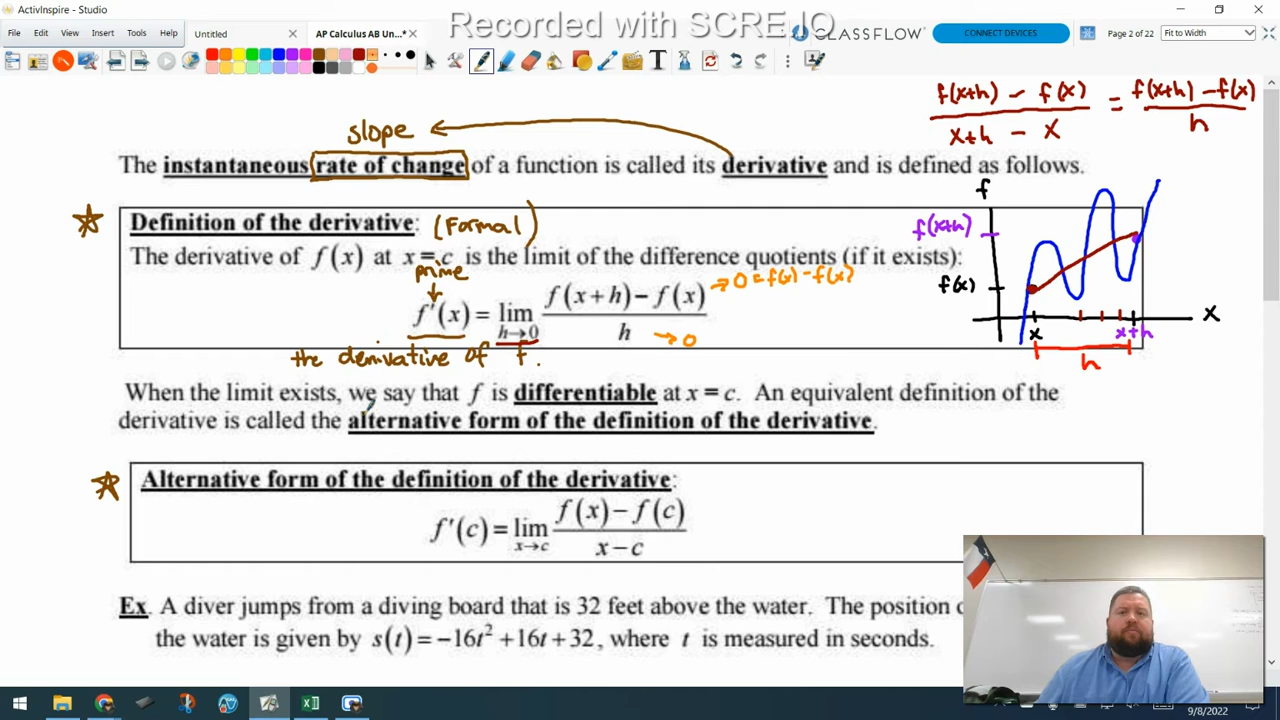 ActivInspire - Studio
Recorded with SCRE.IO
File Edit View Insert Tools Help
Untitled
AP Calculus AB Un...*
CLASSFLOW
CONNECT DEVICES
Page 2 of 22
Fit to Width
f(x+h) - f(x) / x+h - x = f(x+h) - f(x) / h
slope
The instantaneous rate of change of a function is called its derivative and is defined as follows.
Definition of the derivative: (Formal)
The derivative of f(x) at x = c is the limit of the difference quotients (if it exists):
prime
f'(x) = lim h→0 f(x+h) - f(x) / h
→ 0 = f(x) - f(x)
→ 0
the derivative of f.
f
f(x+h)
f(x)
x
x+h
X
h
When the limit exists, we say that f is differentiable at x = c. An equivalent definition of the
derivative is called the alternative form of the definition of the derivative.
Alternative form of the definition of the derivative:
f'(c) = lim x→c f(x) - f(c) / x - c
Ex. A diver jumps from a diving board that is 32 feet above the water. The position
the water is given by s(t) = -16t² + 16t + 32, where t is measured in seconds.
9/8/2022